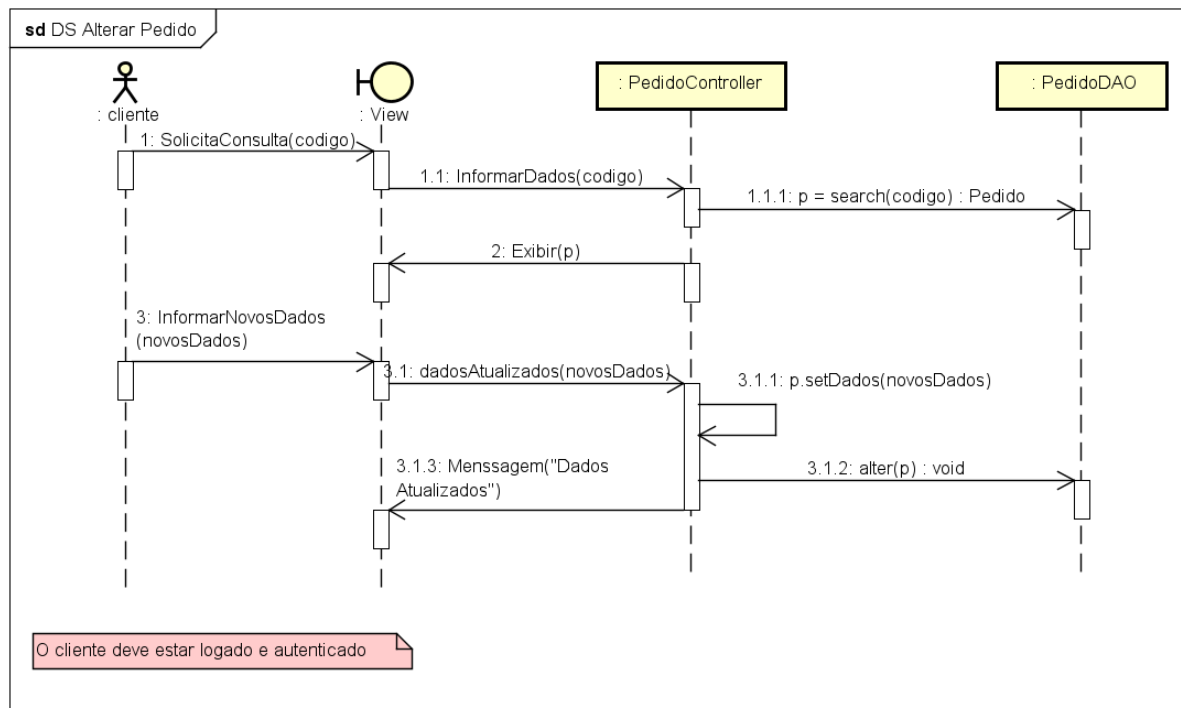 sd DS Alterar Pedido
: cliente
: View
: PedidoController
: PedidoDAO
1: SolicitaConsulta(codigo)
1.1: InformarDados(codigo)
1.1.1: p = search(codigo) : Pedido
2: Exibir(p)
3: InformarNovosDados
(novosDados)
3.1: dadosAtualizados(novosDados)
3.1.1: p.setDados(novosDados)
3.1.3: Menssagem("Dados
Atualizados")
3.1.2: alter(p) : void
O cliente deve estar logado e autenticado